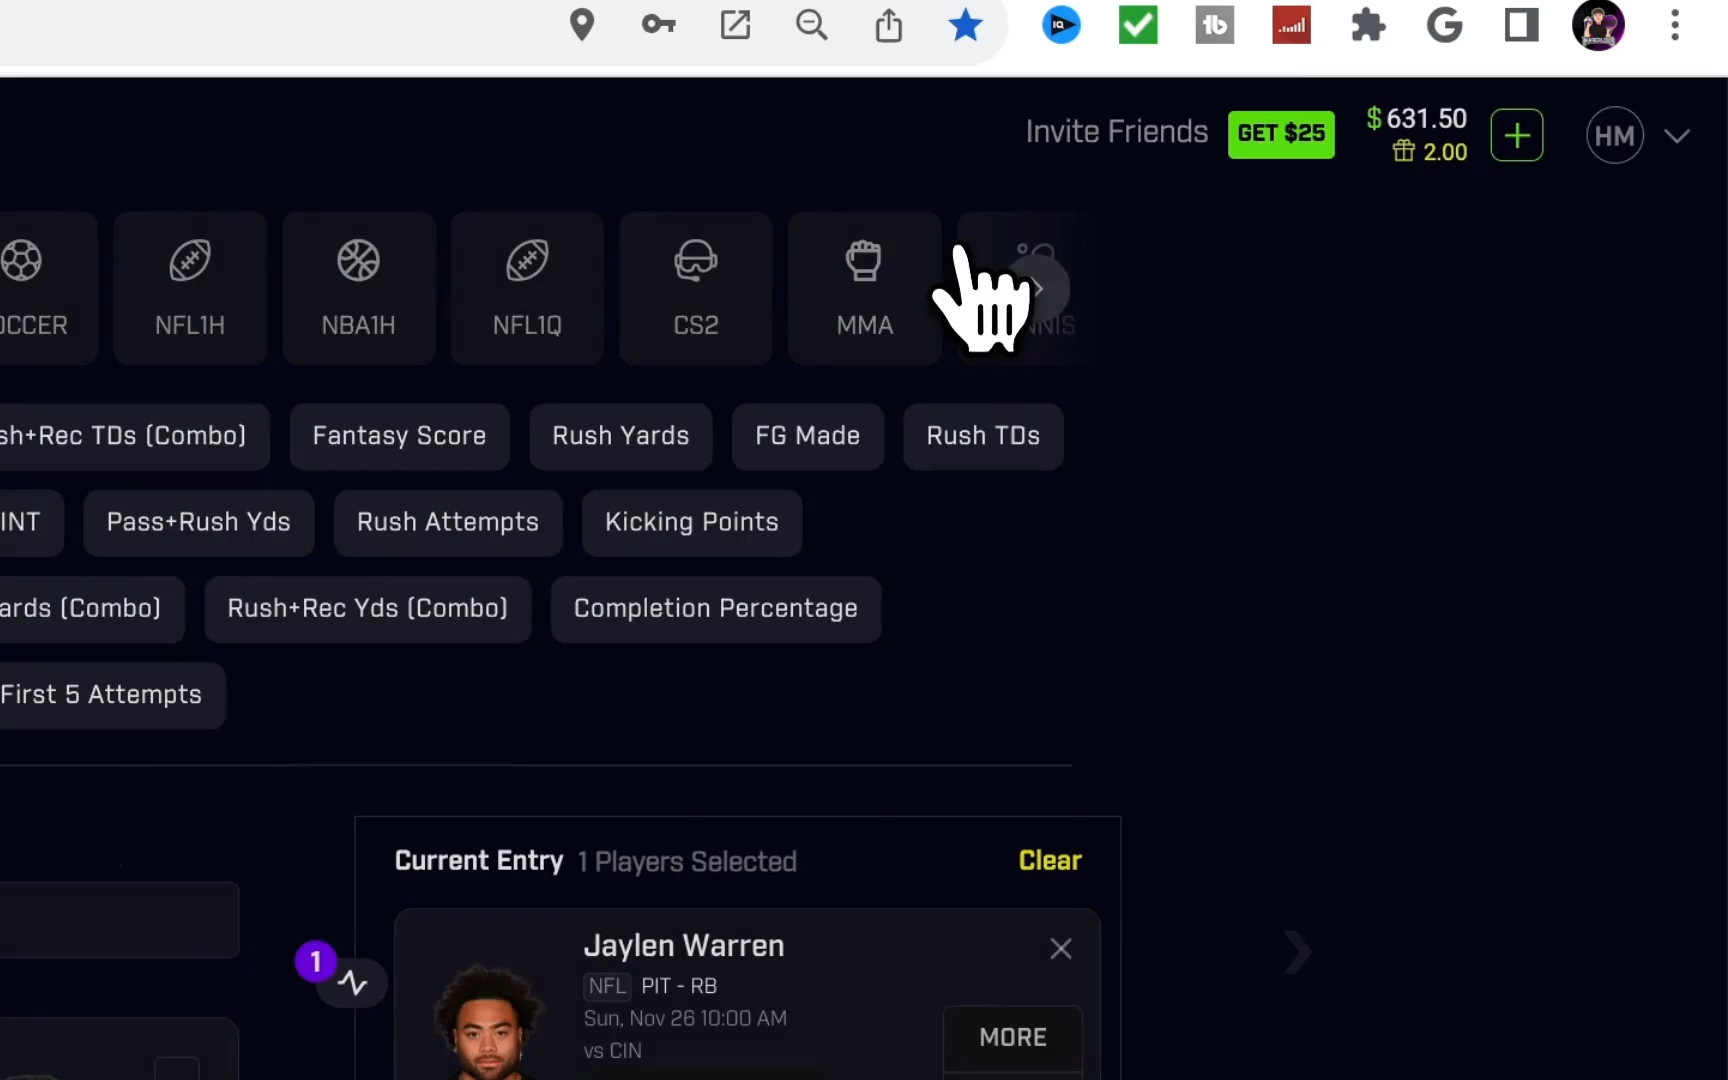 Invite Friends GET $25 $ 631.50
2.00
HM
OCCER NFL1H NBA1H NFL1Q CS2 MMA NNIS
sh+Rec TDs (Combo) Fantasy Score Rush Yards FG Made Rush TDs
INT Pass+Rush Yds Rush Attempts Kicking Points
ards (Combo) Rush+Rec Yds (Combo) Completion Percentage
First 5 Attempts
Current Entry 1 Players Selected Clear
1
Jaylen Warren
NFL PIT - RB
Sun, Nov 26 10:00 AM
vs CIN
MORE